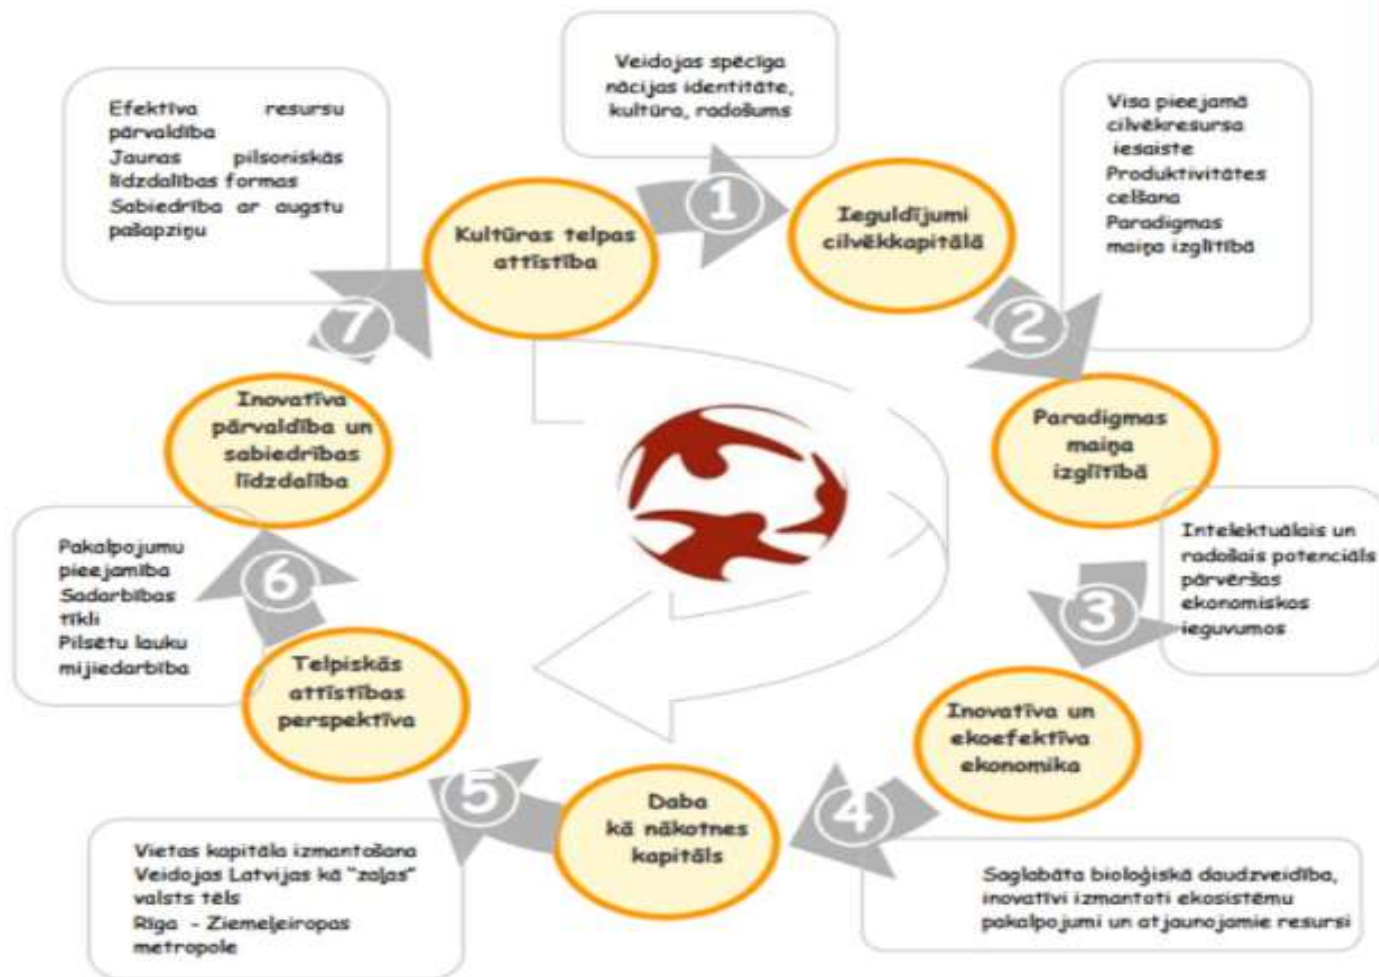 Veidojas spēcīga
nācijas identitāte,
kultūra, radošums
Efektīva resursu
pārvaldība
Jaunas pilsoniskās
līdzdalības formas
Sabiedrība ar augstu
pašapziņu
Visa pieejamā
cilvēkresursa
iesaiste
Produktivitātes
celšana
Paradigmas
maiņa izglītībā
Kultūras telpas
attīstība
1
Ieguldījumi
cilvēkkapitālā
2
7
Inovatīva
pārvaldība un
sabiedrības
līdzdalība
Paradigmas
maiņa
izglītībā
Pakalpojumu
pieejamība
Sadarbības
tīkli
Pilsētu lauku
mijiedarbība
6
3
Intelektuālais un
radošais potenciāls
pārvēršas
ekonomiskos
ieguvumos
Telpiskās
attīstības
perspektīva
Inovatīva un
ekoefektīva
ekonomika
5
Daba
kā nākotnes
kapitāls
4
Vietas kapitāla izmantošana
Veidojas Latvijas kā "zaļas"
valsts tēls
Rīga - Ziemeļeiropas
metropole
Saglabāta bioloģiskā daudzveidība,
inovatīvi izmantoti ekosistēmu
pakalpojumi un atjaunojamie resursi